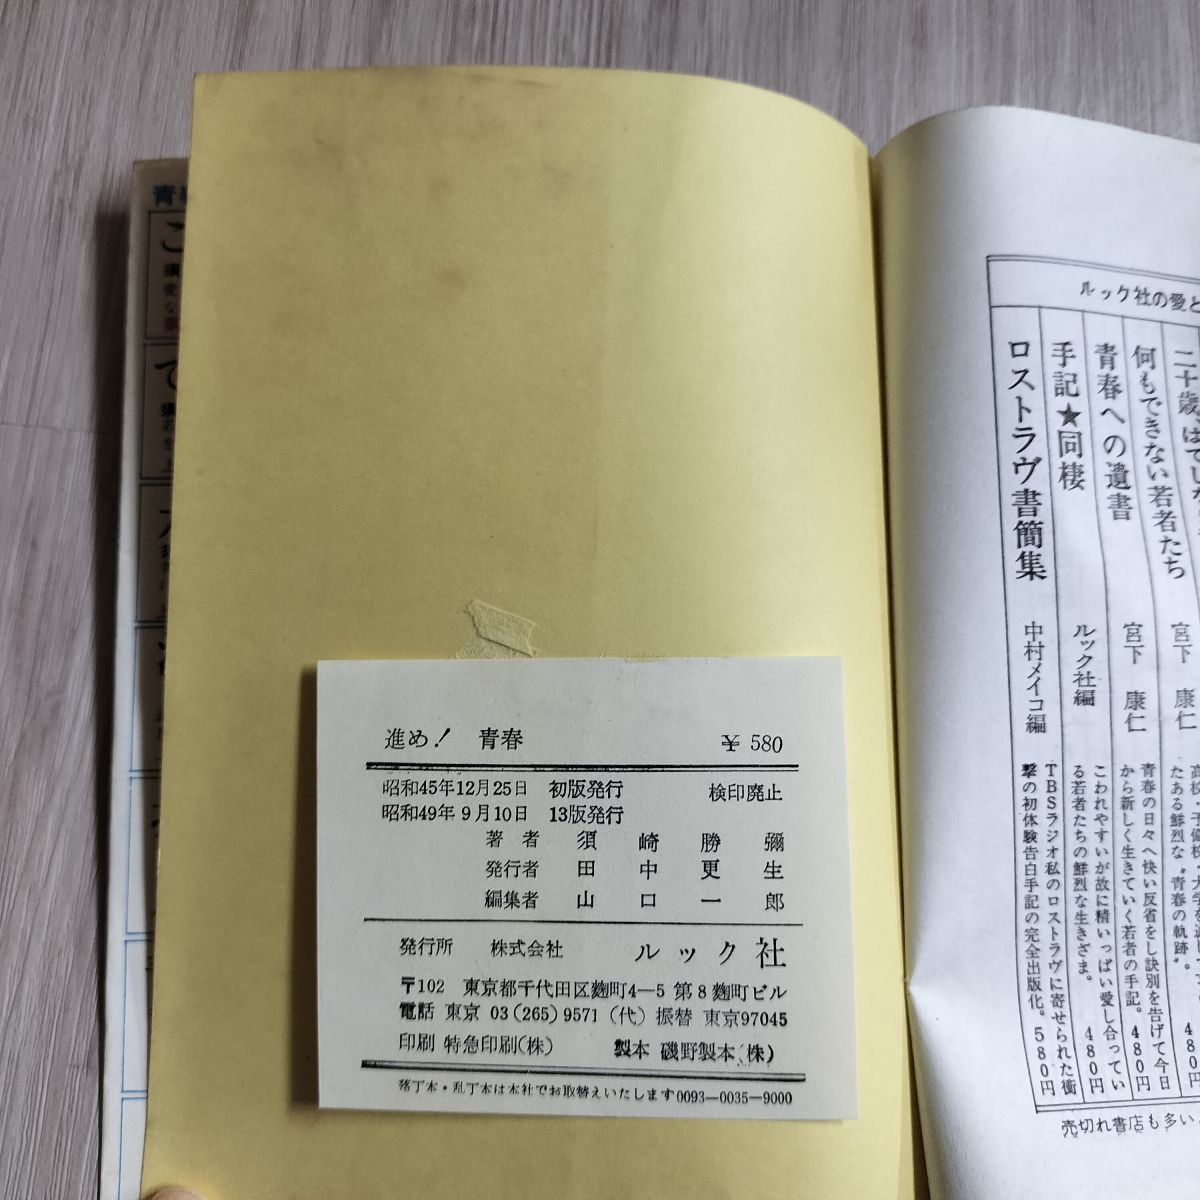 進め！ 青春 ￥580
昭和45年12月25日 初版発行 検印廃止
昭和49年9月10日 13版発行
著者 須崎勝彌
発行者 田中更生
編集者 山口一郎
発行所 株式会社 ルック社
〒102 東京都千代田区麴町4―5 第8麴町ビル
電話 東京 03(265)9571 (代) 振替 東京97045
印刷 特急印刷(株) 製本 磯野製本(株)
落丁本・乱丁本は本社でお取替えいたします 0093―0035―9000
ルック社の愛と
何もできない若者たち 宮下 康仁
青春への遺書 宮下 康仁
青春の日々へ快い反省をし訣別を告げて今日
から新しく生きていく若者の手記。 480円
手記★同棲 ルック社編
こわれやすいが故に精いっぱい愛し合ってい
る若者たちの鮮烈な生きざま。 480円
ロストラヴ書簡集 中村メイコ編
TBSラジオ私のロストラヴに寄せられた衝
撃の初体験告白手記の完全出版化。580円
売切れ書店も多い